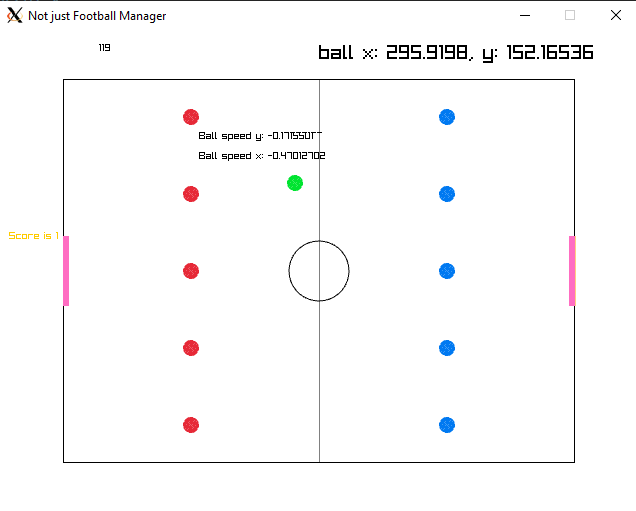 Not just Football Manager
119
ball x: 295.9198, y: 152.16536
Ball speed y: -0.1715501
Ball speed x: -0.47012702
Score is 1